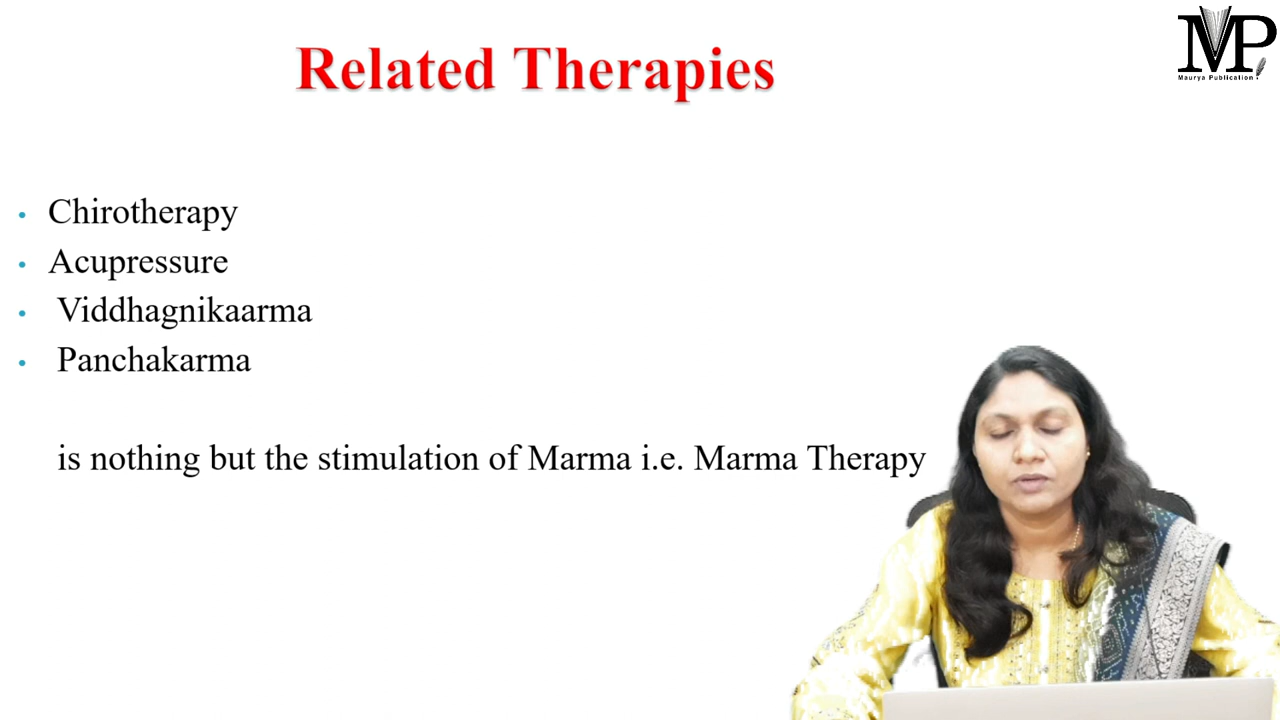 MP
Maurya Publication
Related Therapies
• Chirotherapy
• Acupressure
• Viddhagnikaarma
• Panchakarma
is nothing but the stimulation of Marma i.e. Marma Therapy